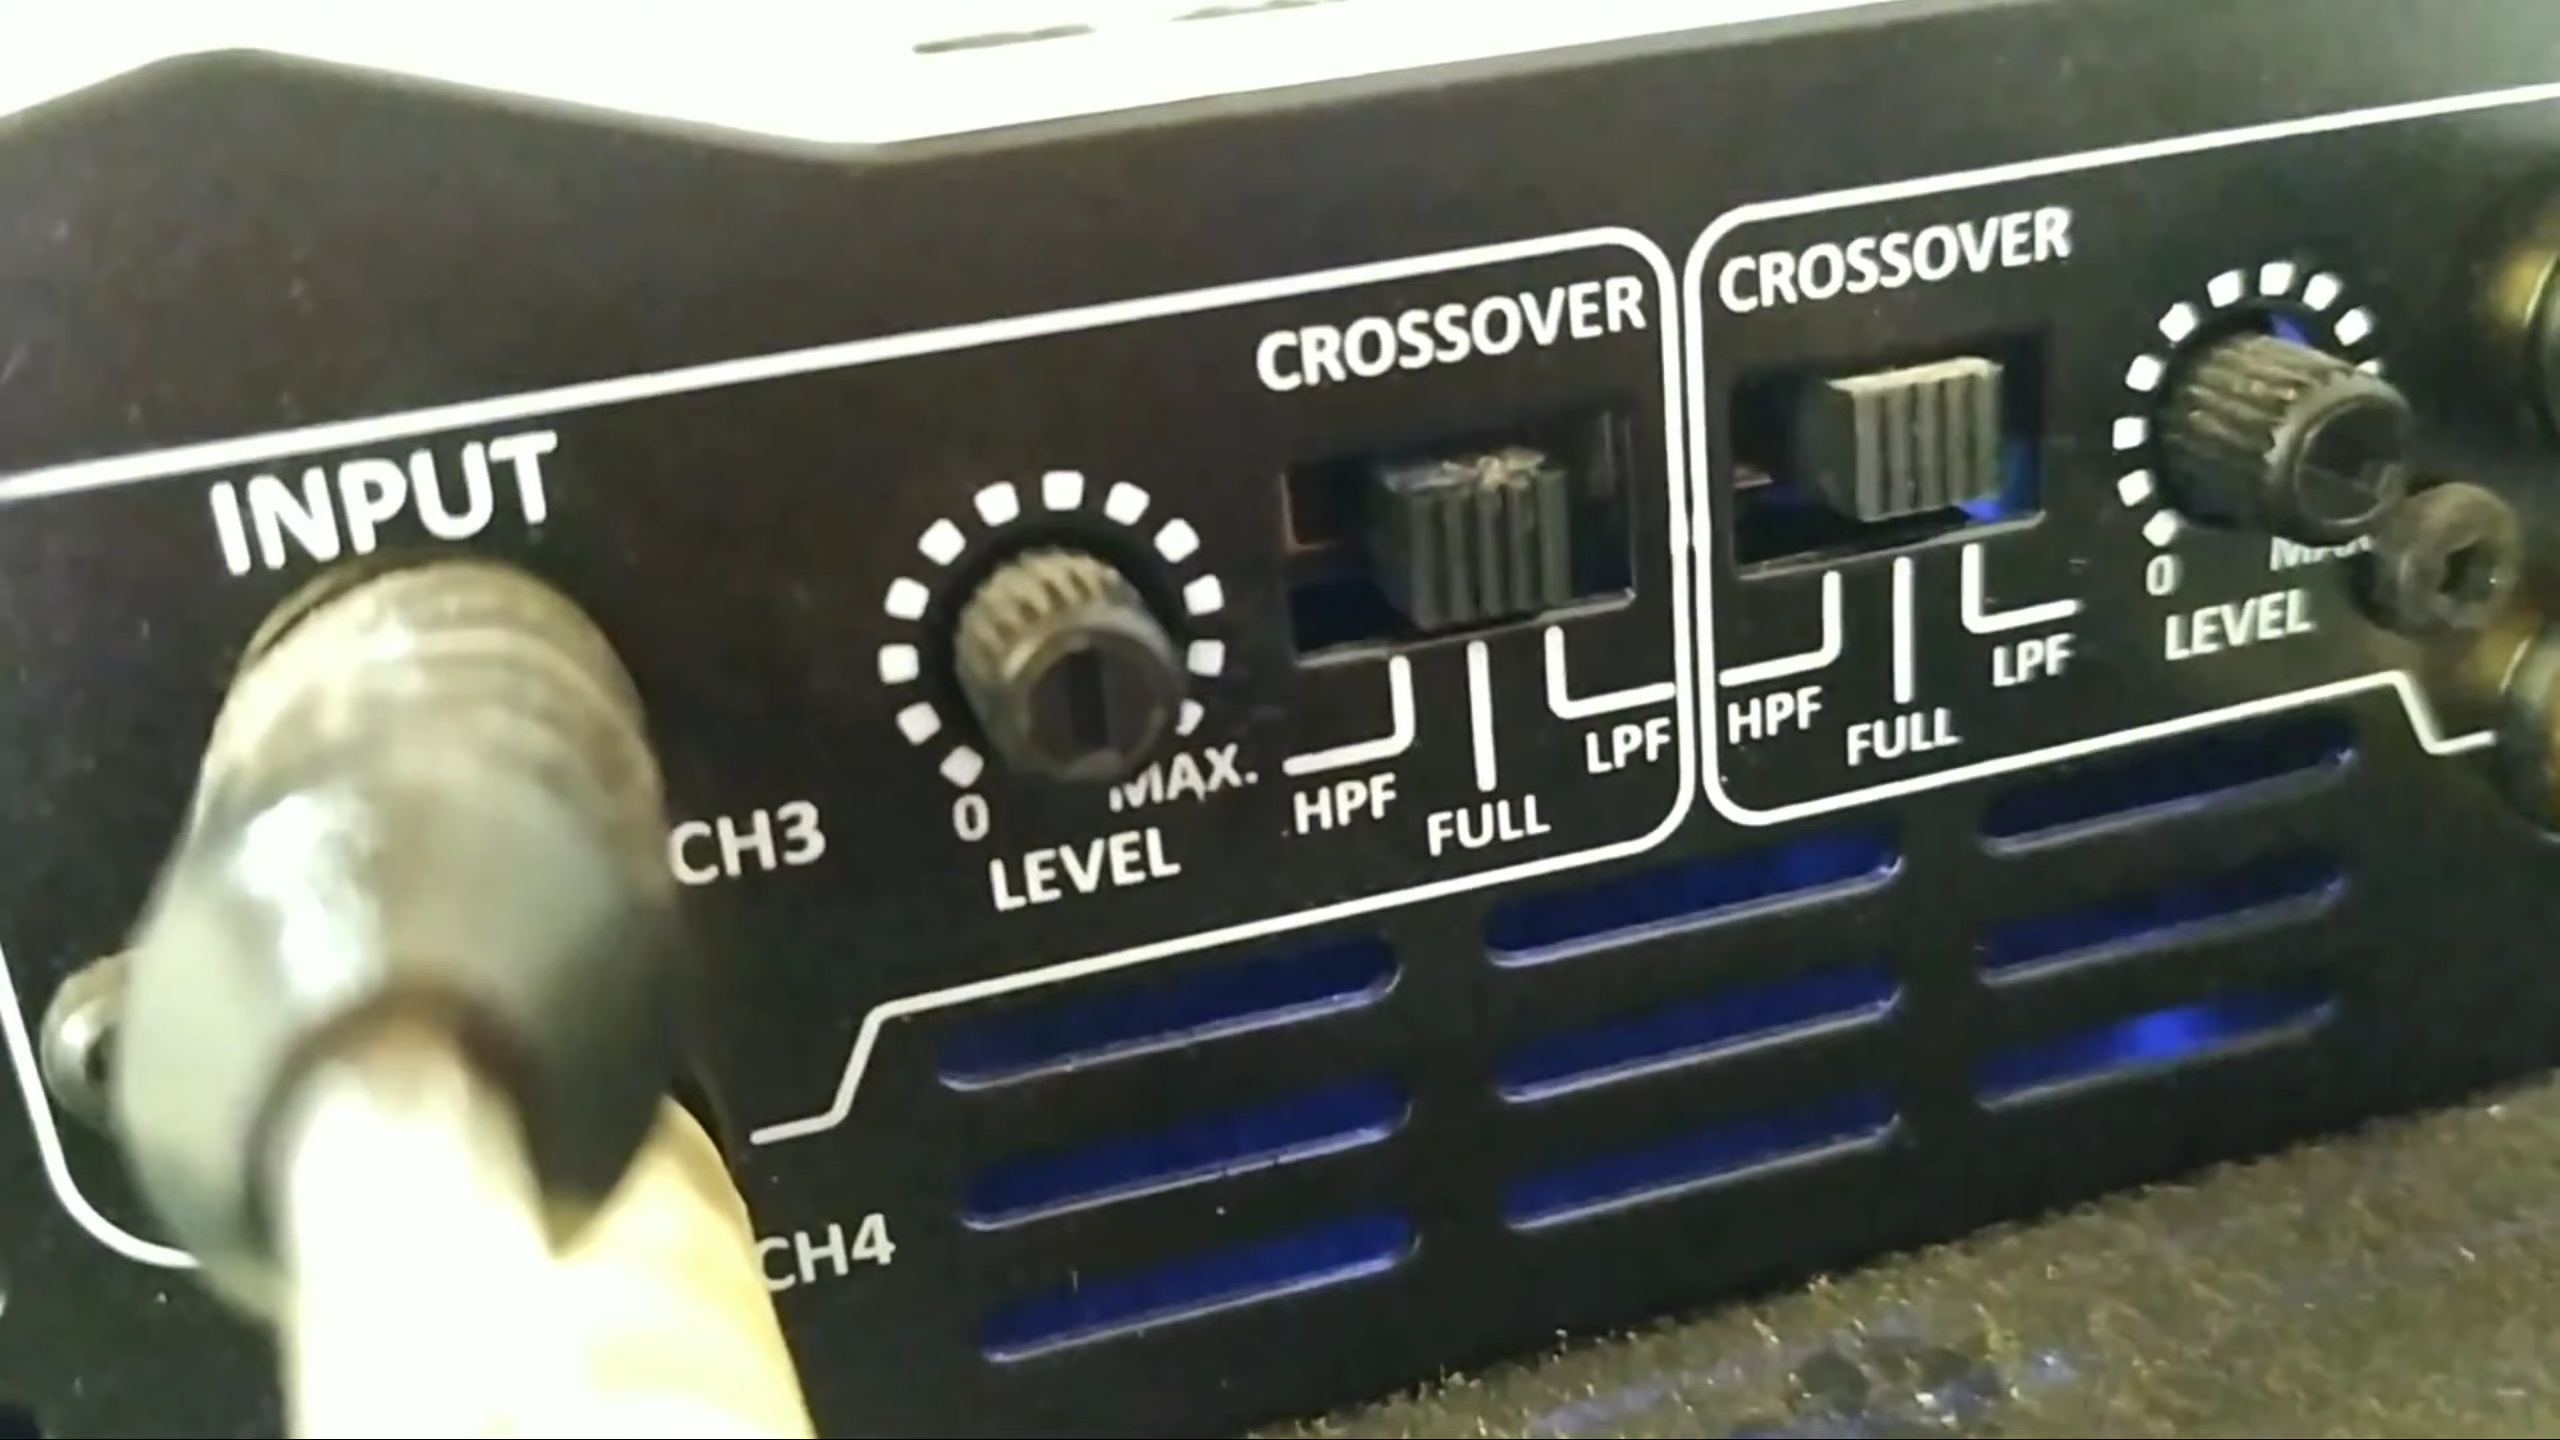 INPUT
CH3
CH4
0
MAX.
LEVEL
CROSSOVER
HPF
FULL
LPF
CROSSOVER
HPF
FULL
LPF
0
LEVEL